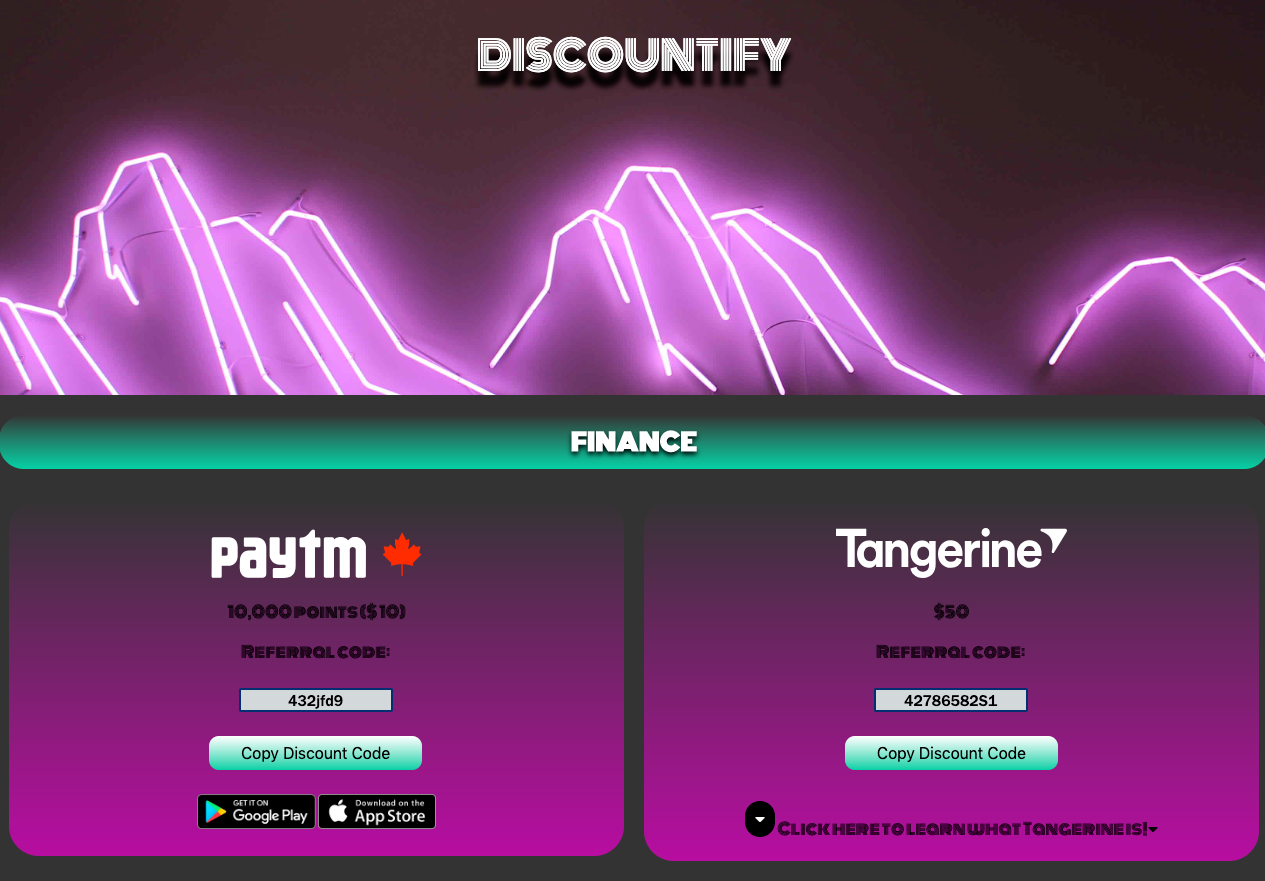 DISCOUNTIFY
FINANCE
paytm
Tangerine
10,000 points ($10)
$50
Referral code:
Referral code:
432jfd9
42786582S1
Copy Discount Code
Copy Discount Code
GET IT ON
Google Play
Download on the
App Store
Click here to learn what Tangerine is!